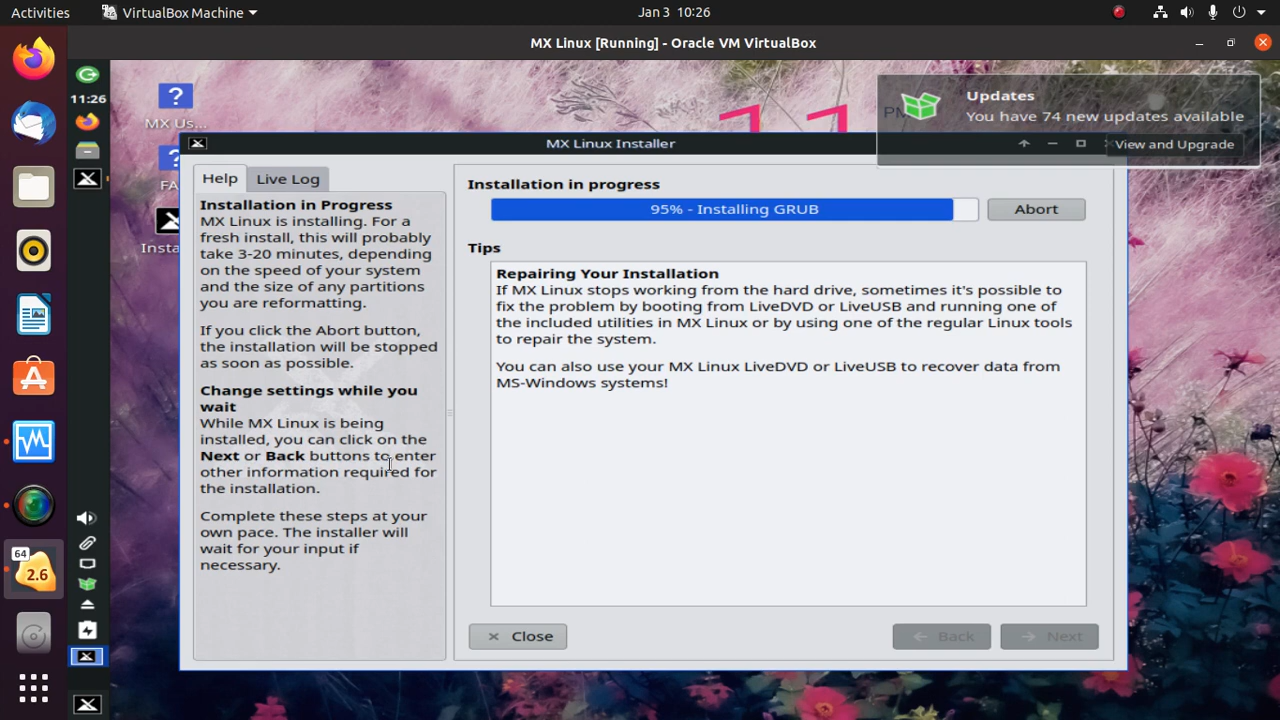 Activities
VirtualBox Machine
Jan 3 10:26
MX Linux [Running] - Oracle VM VirtualBox
11:26
MX Us...
FA
Insta
11
PM
Updates
You have 74 new updates available
View and Upgrade
MX Linux Installer
Help
Live Log
Installation in Progress
MX Linux is installing. For a
fresh install, this will probably
take 3-20 minutes, depending
on the speed of your system
and the size of any partitions
you are reformatting.
If you click the Abort button,
the installation will be stopped
as soon as possible.
Change settings while you
wait
While MX Linux is being
installed, you can click on the
Next or Back buttons to enter
other information required for
the installation.
Complete these steps at your
own pace. The installer will
wait for your input if
necessary.
Installation in progress
95% - Installing GRUB
Abort
Tips
Repairing Your Installation
If MX Linux stops working from the hard drive, sometimes it's possible to
fix the problem by booting from LiveDVD or LiveUSB and running one of
the included utilities in MX Linux or by using one of the regular Linux tools
to repair the system.
You can also use your MX Linux LiveDVD or LiveUSB to recover data from
MS-Windows systems!
Close
Back
Next
64
2.6